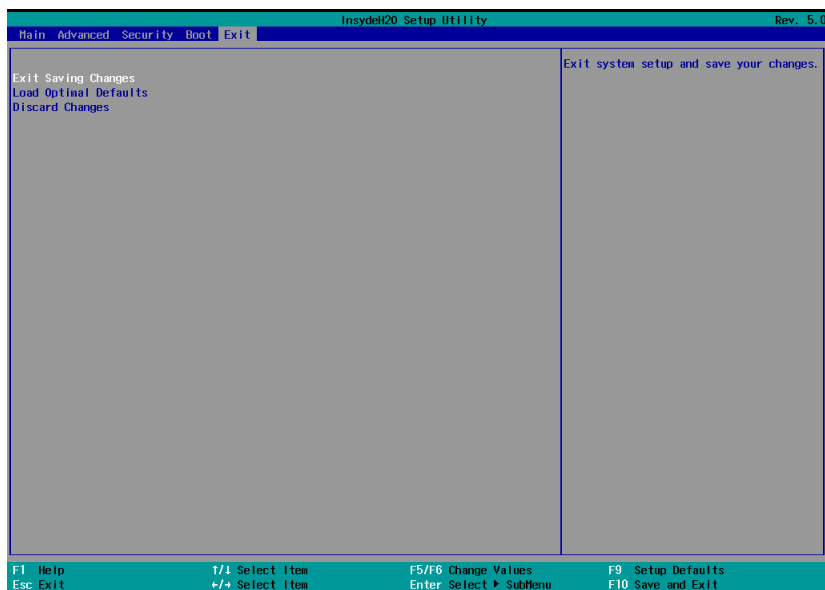 InsydeH20 Setup Utility Rev. 5.0
Main Advanced Security Boot Exit
Exit Saving Changes
Load Optimal Defaults
Discard Changes
Exit system setup and save your changes.
F1 Help ↑/↓ Select Item F5/F6 Change Values F9 Setup Defaults
Esc Exit ←/→ Select Item Enter Select ▶ SubMenu F10 Save and Exit